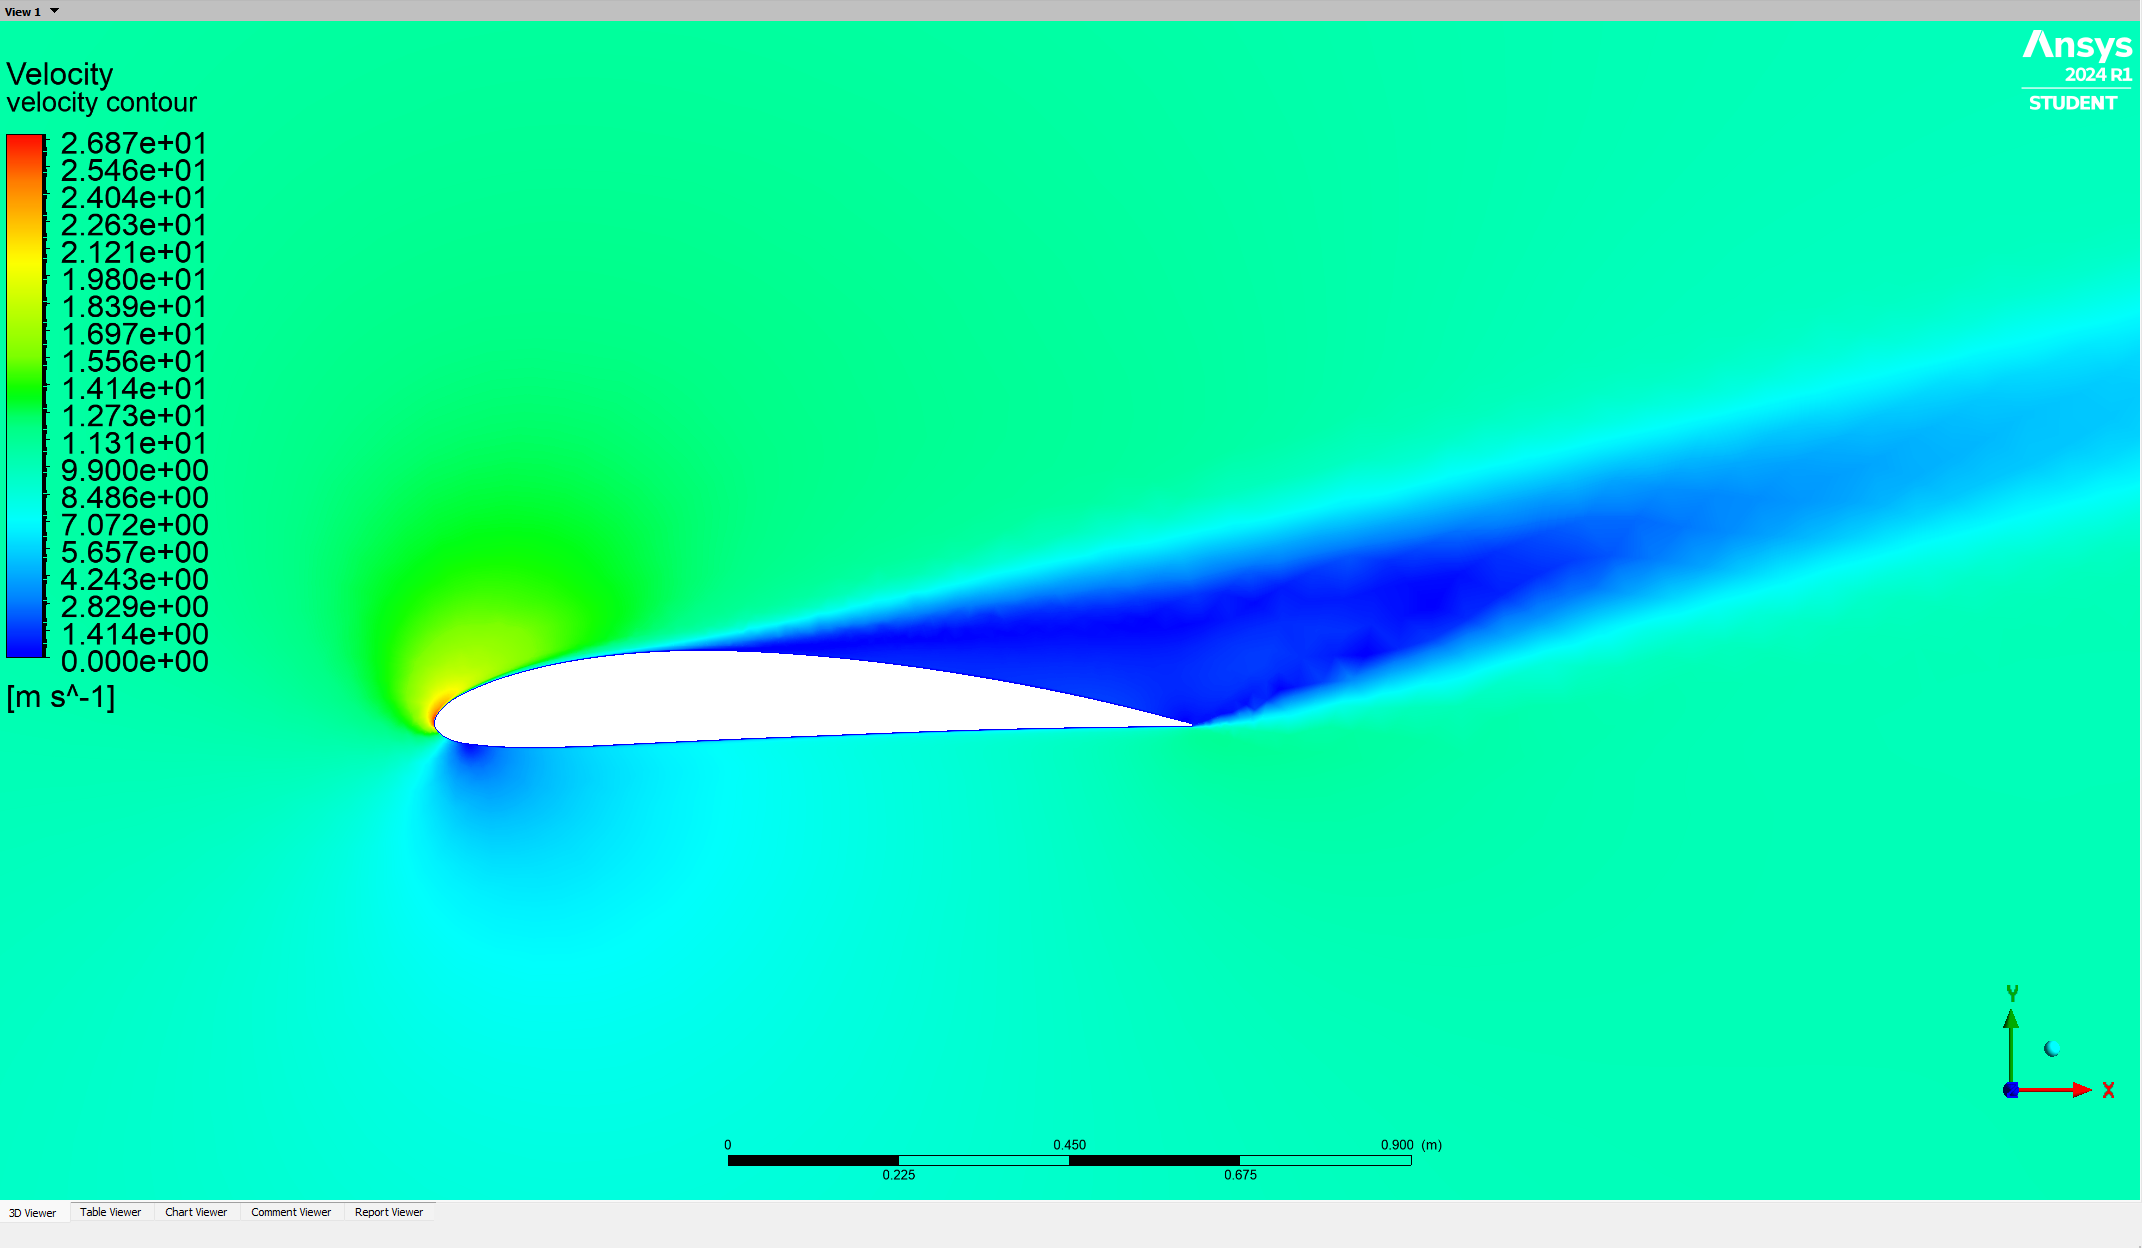 View 1
Ansys
2024 R1
STUDENT
Velocity
velocity contour
2.687e+01
2.546e+01
2.404e+01
2.263e+01
2.121e+01
1.980e+01
1.839e+01
1.697e+01
1.556e+01
1.414e+01
1.273e+01
1.131e+01
9.900e+00
8.486e+00
7.072e+00
5.657e+00
4.243e+00
2.829e+00
1.414e+00
0.000e+00
[m s^-1]
Y
X
0 0.450 0.900 (m)
0.225 0.675
3D Viewer Table Viewer Chart Viewer Comment Viewer Report Viewer